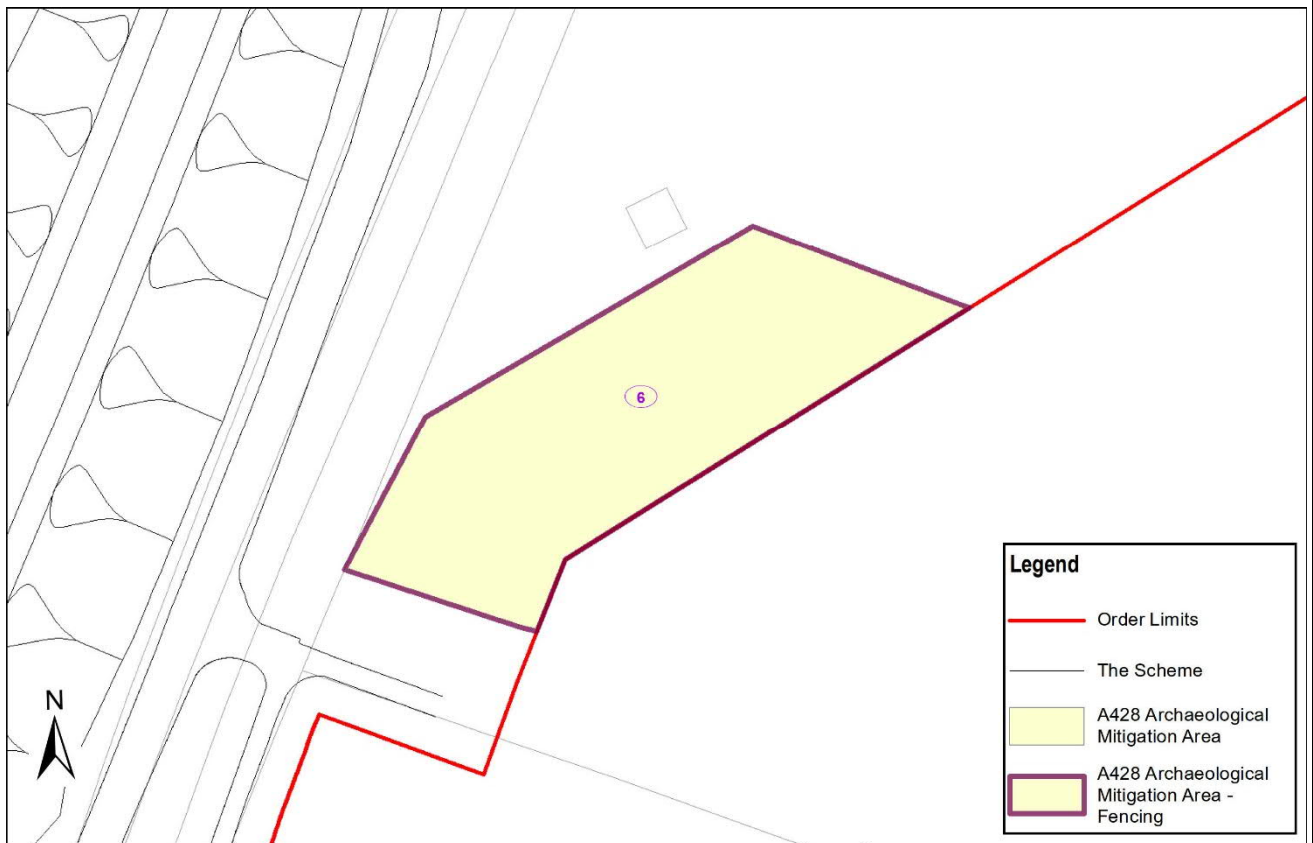 6
N
Legend
Order Limits
The Scheme
A428 Archaeological
Mitigation Area
A428 Archaeological
Mitigation Area -
Fencing